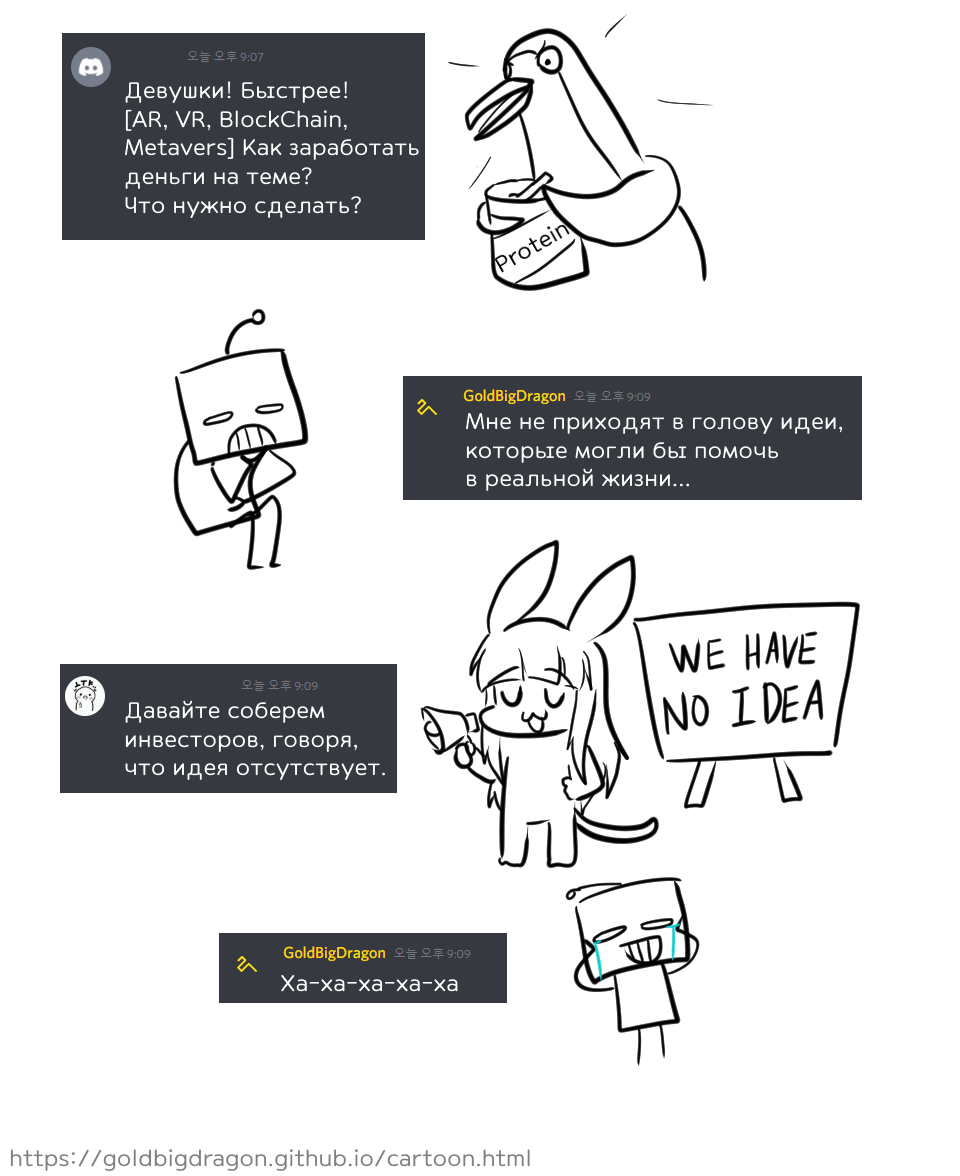 오늘 오후 9:07
Девушки! Быстрее!
[AR, VR, BlockChain,
Metavers] Как заработать
деньги на теме?
Что нужно сделать?
Protein
GoldBigDragon 오늘 오후 9:09
Мне не приходят в голову идеи,
которые могли бы помочь
в реальной жизни...
WE HAVE
NO IDEA
오늘 오후 9:09
Давайте соберем
инвесторов, говоря,
что идея отсутствует.
GoldBigDragon 오늘 오후 9:09
Ха-ха-ха-ха-ха
https://goldbigdragon.github.io/cartoon.html